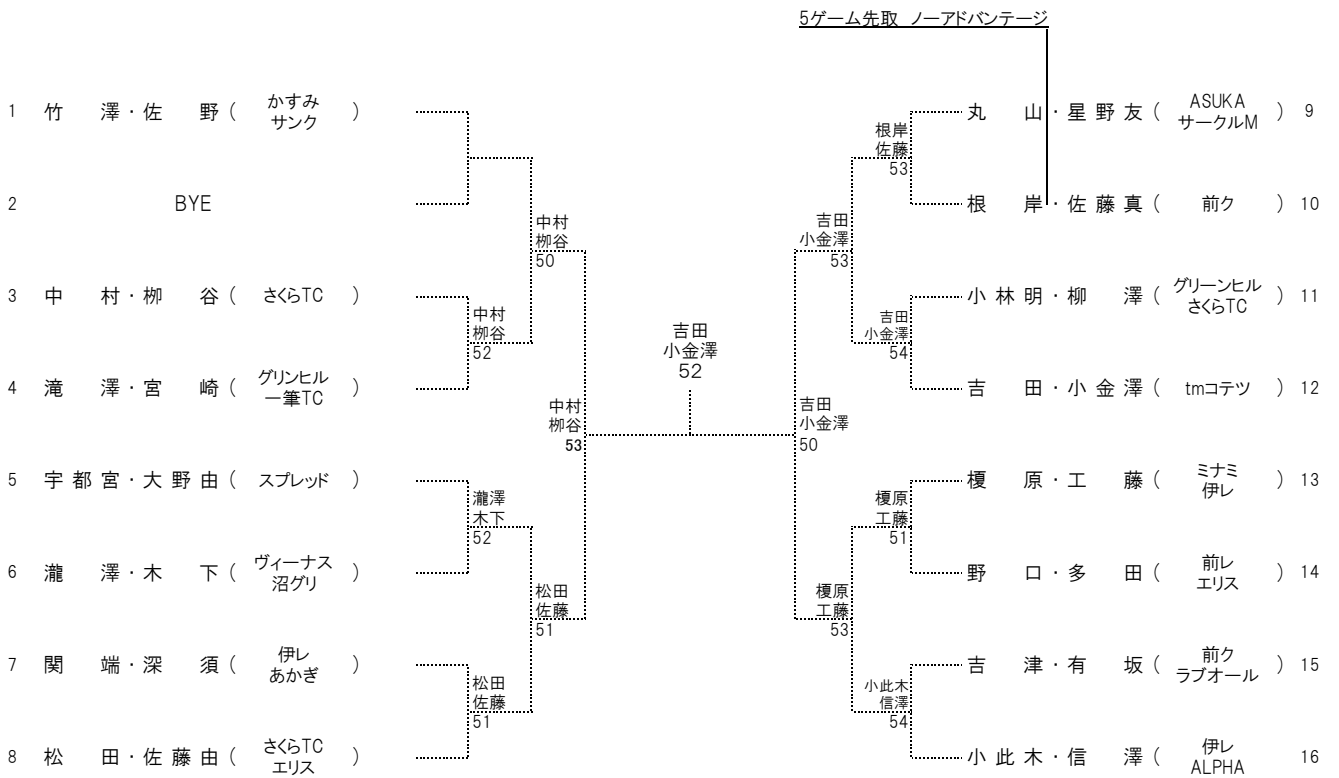 5ゲーム先取 ノーアドバンテージ
1 竹 澤・佐 野 ( かすみ サンク )
2 BYE
3 中 村・栁 谷 ( さくらTC )
4 滝 澤・宮 崎 ( グリンヒル 一筆TC )
5 宇都宮・大野由 ( スプレッド )
6 瀧 澤・木 下 ( ヴィーナス 沼グリ )
7 関 端・深 須 ( 伊レ あかぎ )
8 松 田・佐藤由 ( さくらTC エリス )
中村
栁谷
50
中村
栁谷
52
中村
栁谷
53
瀧澤
木下
52
松田
佐藤
51
松田
佐藤
51
吉田
小金澤
52
根岸
佐藤
53
吉田
小金澤
53
吉田
小金澤
54
吉田
小金澤
50
榎原
工藤
51
榎原
工藤
53
小此木
信澤
54
丸 山・星野友 ( ASUKA サークルM ) 9
根 岸・佐藤真 ( 前ク ) 10
小林明・柳 澤 ( グリーンヒル さくらTC ) 11
吉 田・小金澤 ( tmコテツ ) 12
榎 原・工 藤 ( ミナミ 伊レ ) 13
野 口・多 田 ( 前レ エリス ) 14
吉 津・有 坂 ( 前ク ラブオール ) 15
小此木・信 澤 ( 伊レ ALPHA 16